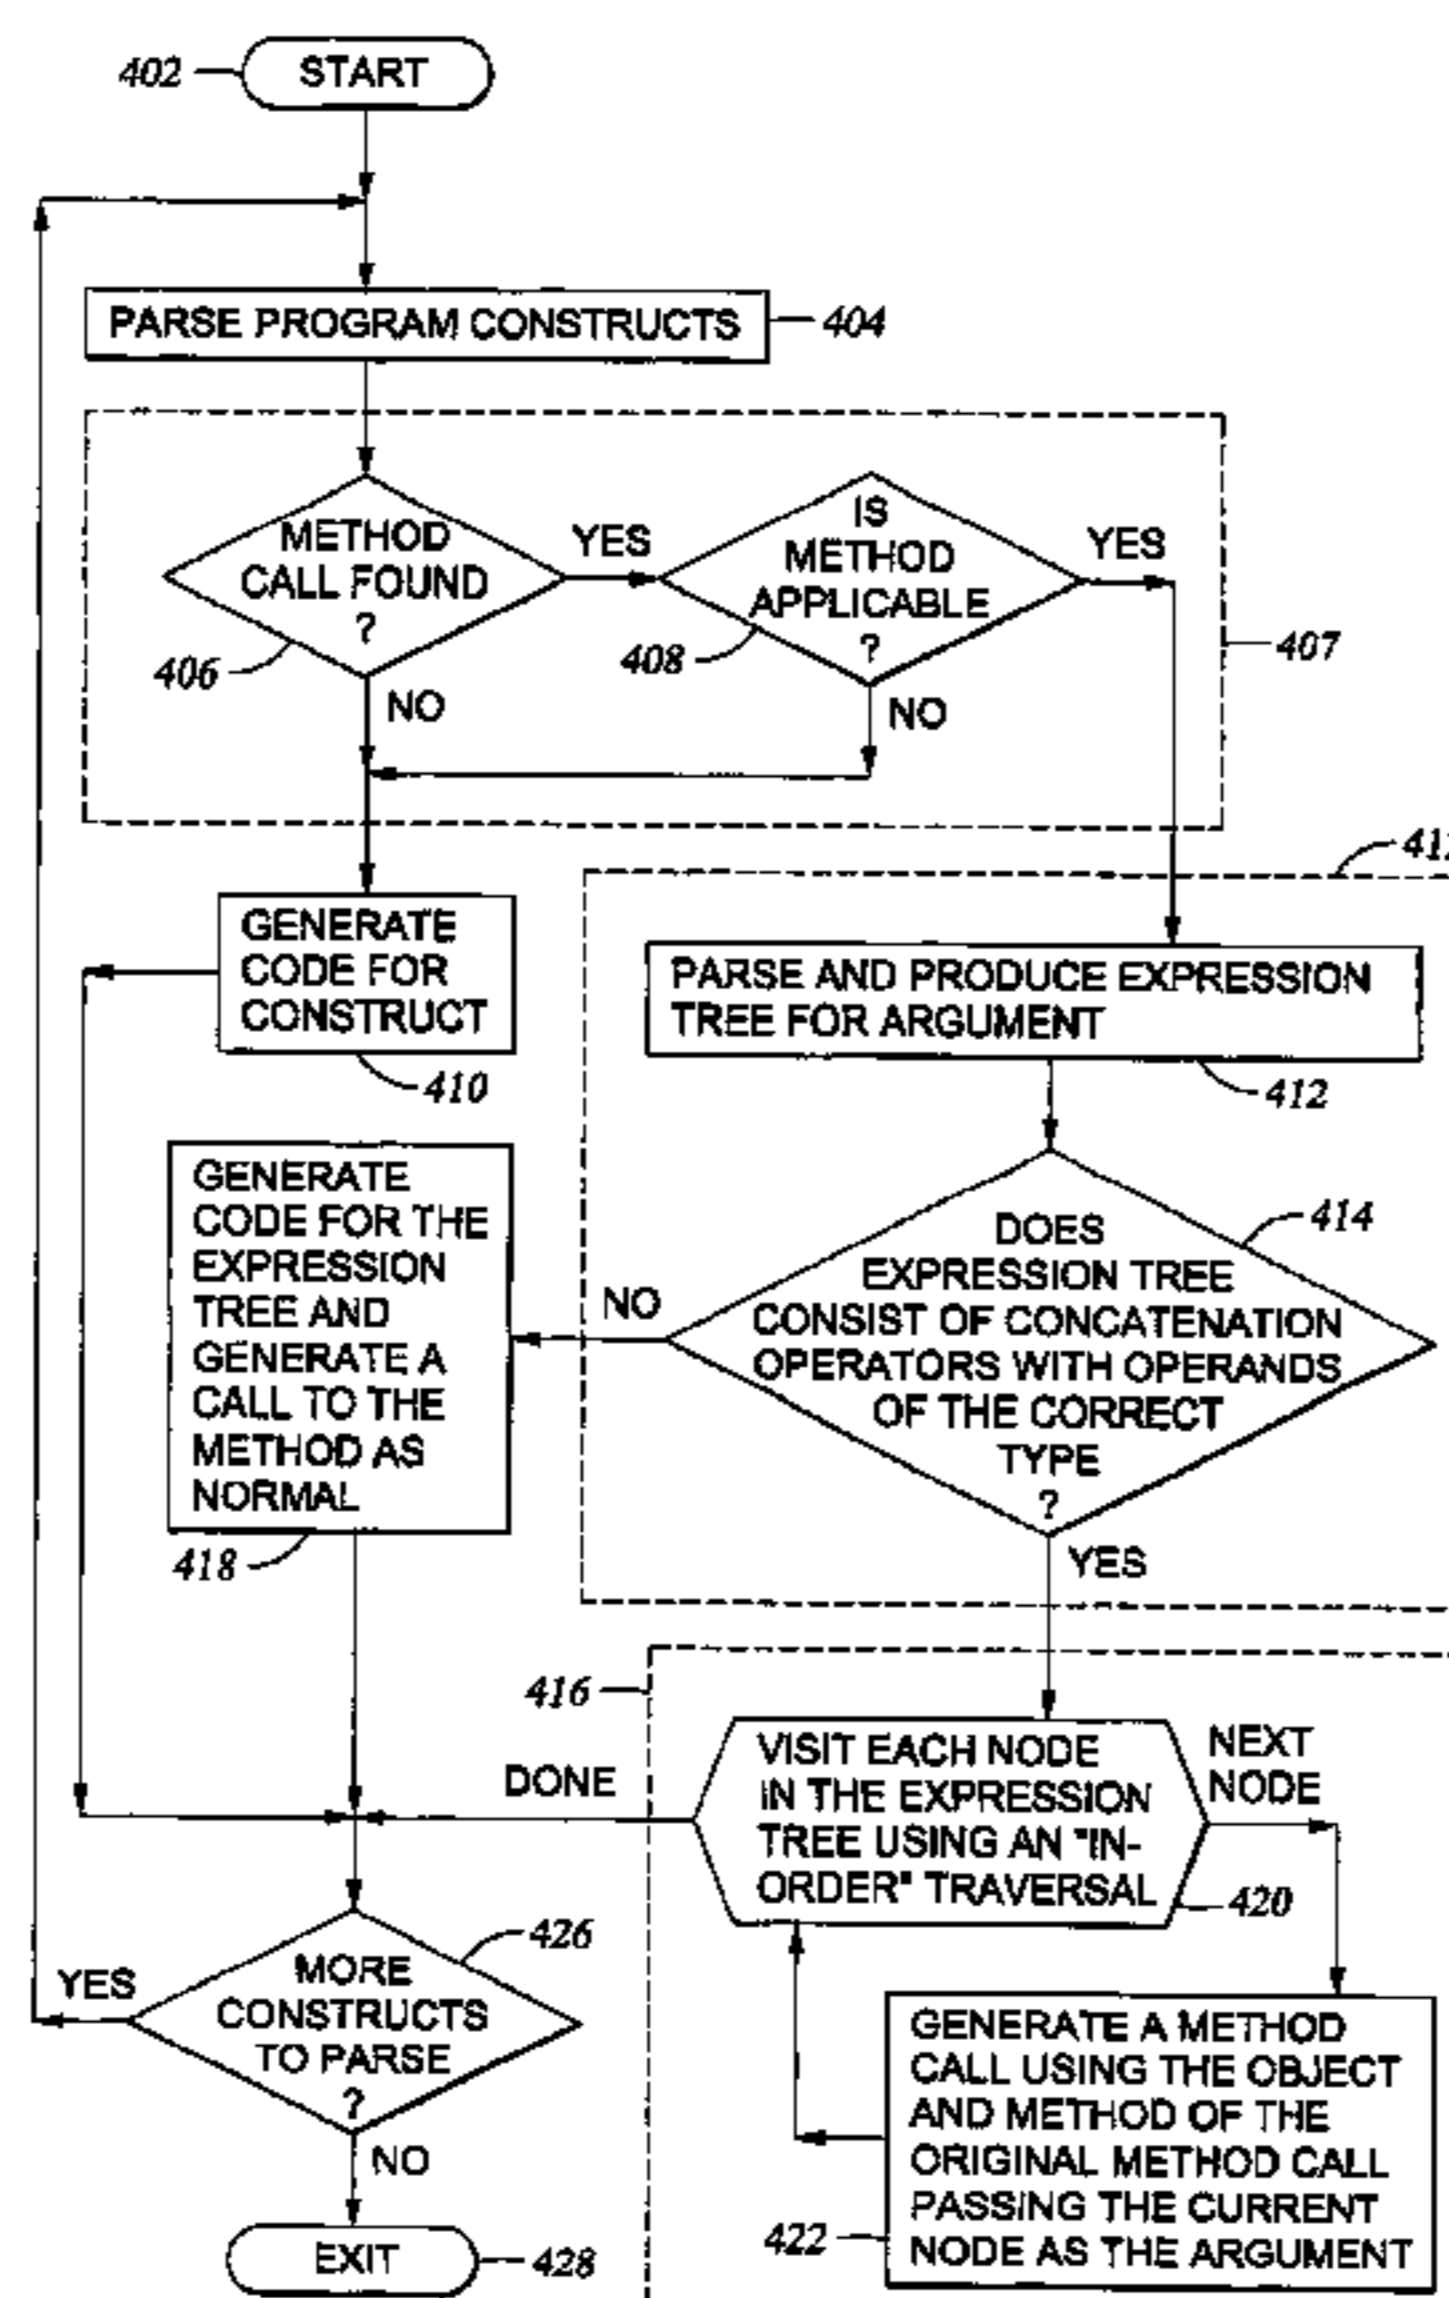 402
START
PARSE PROGRAM CONSTRUCTS
404
METHOD
CALL FOUND
?
406
YES
NO
IS
METHOD
APPLICABLE
?
408
YES
NO
407
GENERATE
CODE FOR
CONSTRUCT
410
PARSE AND PRODUCE EXPRESSION
TREE FOR ARGUMENT
412
DOES
EXPRESSION TREE
CONSIST OF CONCATENATION
OPERATORS WITH OPERANDS
OF THE CORRECT
TYPE
?
414
NO
YES
GENERATE
CODE FOR THE
EXPRESSION
TREE AND
GENERATE A
CALL TO THE
METHOD AS
NORMAL
418
416
DONE
VISIT EACH NODE
IN THE EXPRESSION
TREE USING AN "IN-
ORDER" TRAVERSAL
420
NEXT
NODE
426
MORE
CONSTRUCTS
TO PARSE
?
YES
NO
GENERATE A METHOD
CALL USING THE OBJECT
AND METHOD OF THE
ORIGINAL METHOD CALL
PASSING THE CURRENT
NODE AS THE ARGUMENT
422
EXIT
428